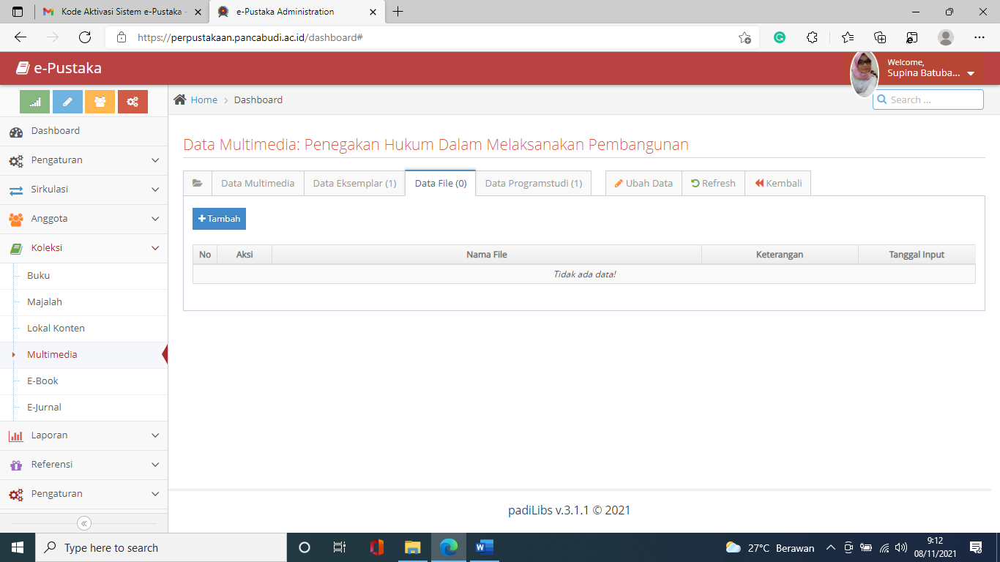 Kode Aktivasi Sistem e-Pustaka -
e-Pustaka Administration
https://perpustakaan.pancabudi.ac.id/dashboard#
e-Pustaka
Welcome,
Supina Batuba...
Home
Dashboard
Search ...
Dashboard
Pengaturan
Sirkulasi
Anggota
Koleksi
Buku
Majalah
Lokal Konten
Multimedia
E-Book
E-Jurnal
Laporan
Referensi
Pengaturan
Data Multimedia: Penegakan Hukum Dalam Melaksanakan Pembangunan
Data Multimedia
Data Eksemplar (1)
Data File (0)
Data Programstudi (1)
Ubah Data
Refresh
Kembali
Tambah
No Aksi Nama File Keterangan Tanggal Input
Tidak ada data!
padiLibs v.3.1.1 © 2021
Type here to search
27°C Berawan
9:12
08/11/2021